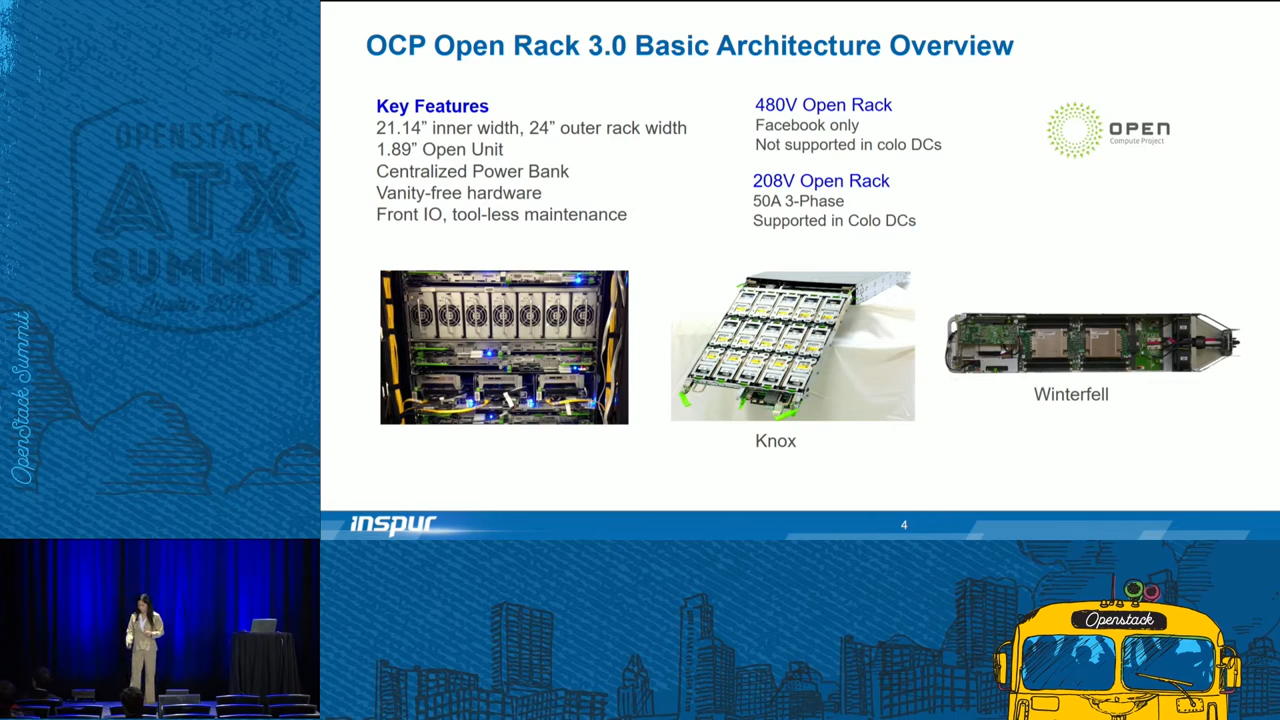 OCP Open Rack 3.0 Basic Architecture Overview
Key Features
21.14” inner width, 24” outer rack width
1.89” Open Unit
Centralized Power Bank
Vanity-free hardware
Front IO, tool-less maintenance
480V Open Rack
Facebook only
Not supported in colo DCs
208V Open Rack
50A 3-Phase
Supported in Colo DCs
OPEN
Compute Project
Knox
Winterfell
inspur
4
OPENSTACK
ATX
SUMMIT
OpenStack Summit
Openstack